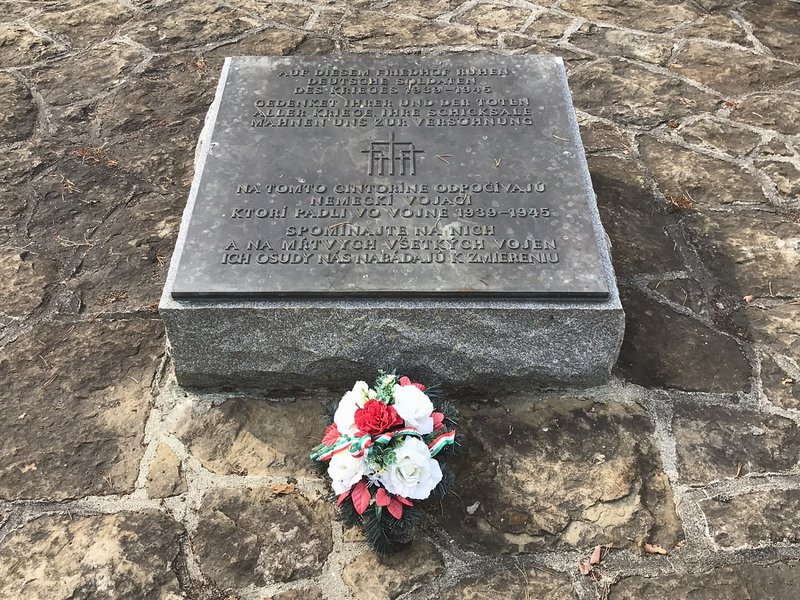 AUF DIESEM FRIEDHOF RUHEN
DEUTSCHE SOLDATEN
DES KRIEGES 1939–1945
GEDENKET IHRER UND DER TOTEN
ALLER KRIEGE, IHRE SCHICKSALE
MAHNEN UNS ZUR VERSÖHNUNG
NA TOMTO CINTORÍNE ODPOČÍVAJÚ
NEMECKÍ VOJACI
KTORÍ PADLI VO VOJNE 1939–1945
SPOMÍNAJTE NA NICH
A NA MŔTVYCH VŠETKÝCH VOJEN
ICH OSUDY NÁS NABÁDAJÚ K ZMIERENIU